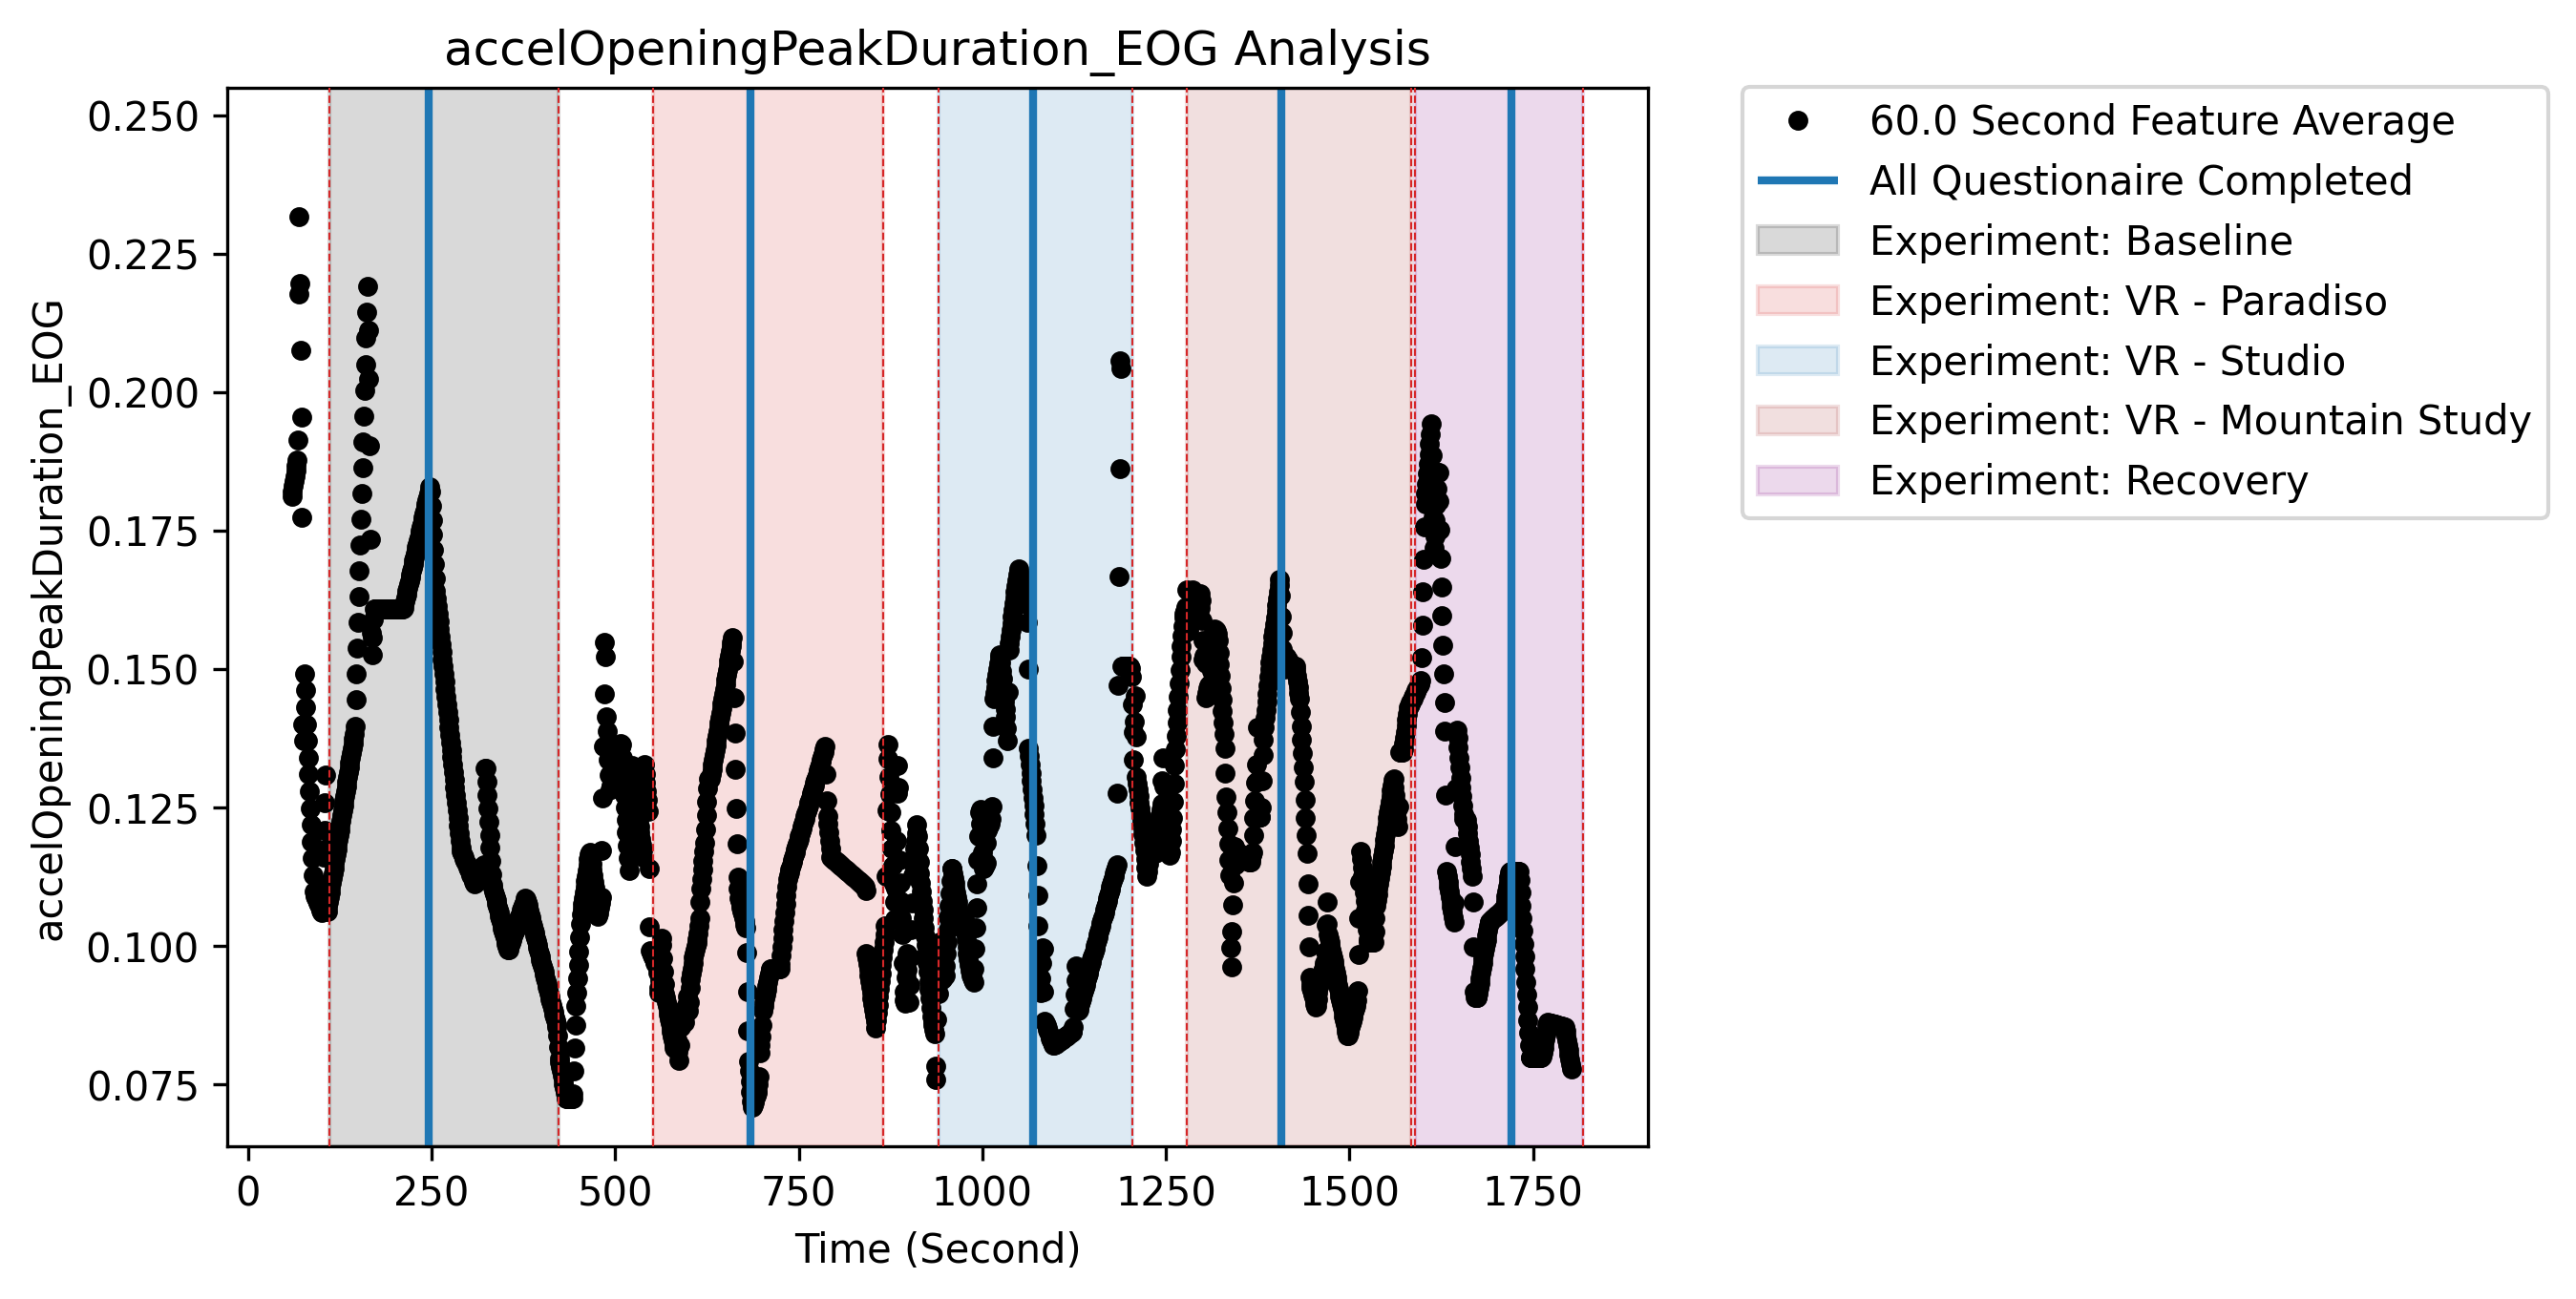 accelOpeningPeakDuration_EOG Analysis
accelOpeningPeakDuration_EOG
0.250
0.225
0.200
0.175
0.150
0.125
0.100
0.075
0 250 500 750 1000 1250 1500 1750
Time (Second)
60.0 Second Feature Average
All Questionaire Completed
Experiment: Baseline
Experiment: VR - Paradiso
Experiment: VR - Studio
Experiment: VR - Mountain Study
Experiment: Recovery